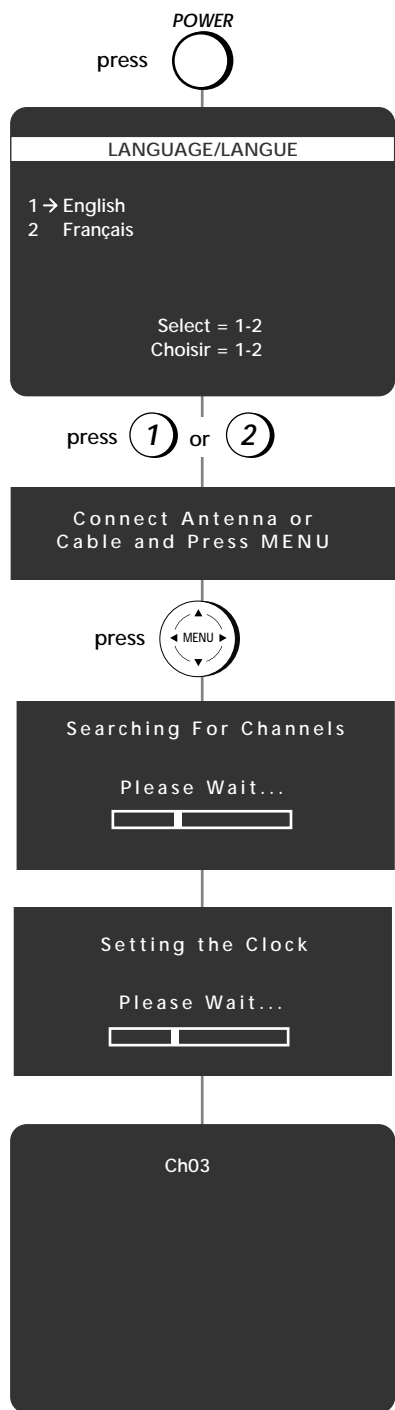 POWER
press
LANGUAGE/LANGUE
1 → English
2 Français
Select = 1-2
Choisir = 1-2
press 1 or 2
Connect Antenna or
Cable and Press MENU
press MENU
Searching For Channels
Please Wait...
Setting the Clock
Please Wait...
Ch03